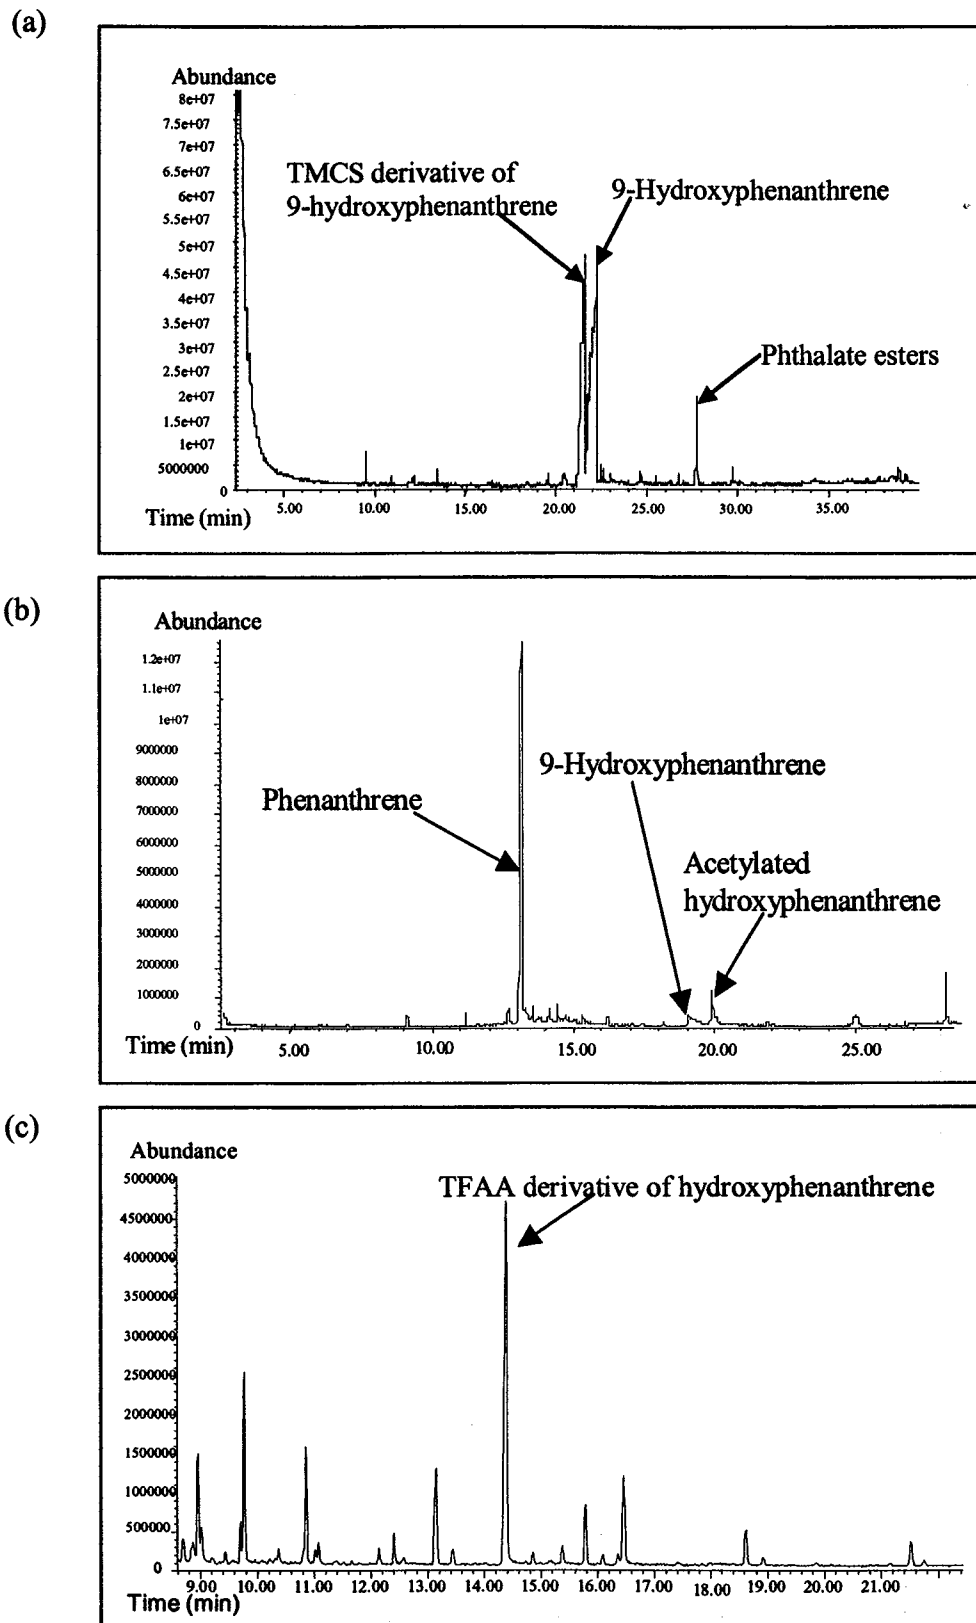 (a)
Abundance
8e+07
7.5e+07
7e+07
6.5e+07
6e+07
5.5e+07
5e+07
4.5e+07
4e+07
3.5e+07
3e+07
2.5e+07
2e+07
1.5e+07
1e+07
5000000
0
TMCS derivative of
9-hydroxyphenanthrene
9-Hydroxyphenanthrene
Phthalate esters
Time (min)
5.00 10.00 15.00 20.00 25.00 30.00 35.00
(b)
Abundance
1.2e+07
1.1e+07
1e+07
9000000
8000000
7000000
6000000
5000000
4000000
3000000
2000000
1000000
0
Phenanthrene
9-Hydroxyphenanthrene
Acetylated
hydroxyphenanthrene
Time (min)
5.00 10.00 15.00 20.00 25.00
(c)
Abundance
5000000
4500000
4000000
3500000
3000000
2500000
2000000
1500000
1000000
500000
0
TFAA derivative of hydroxyphenanthrene
9.00 10.00 11.00 12.00 13.00 14.00 15.00 16.00 17.00 18.00 19.00 20.00 21.00
Time (min)